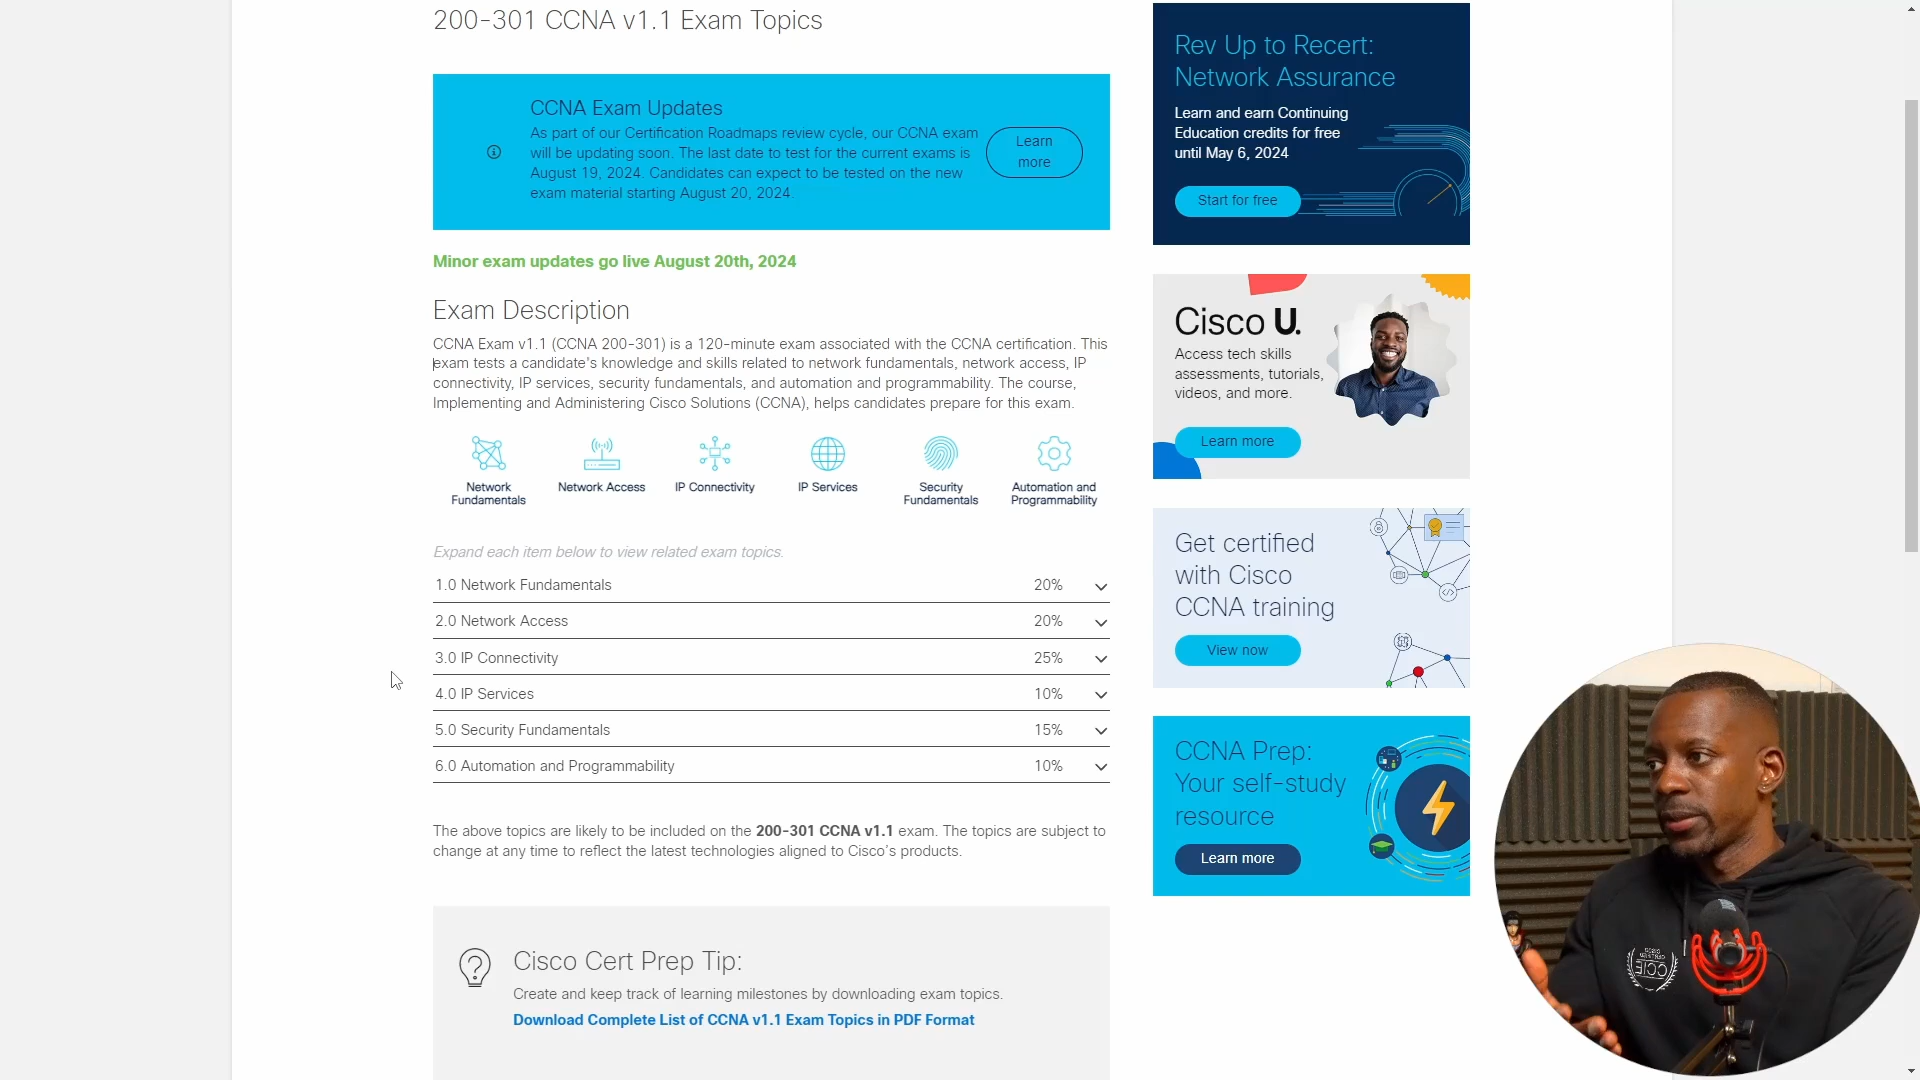 200-301 CCNA v1.1 Exam Topics
CCNA Exam Updates
As part of our Certification Roadmaps review cycle, our CCNA exam
will be updating soon. The last date to test for the current exams is
August 19, 2024. Candidates can expect to be tested on the new
exam material starting August 20, 2024.
Learn
more
Minor exam updates go live August 20th, 2024
Exam Description
CCNA Exam v1.1 (CCNA 200-301) is a 120-minute exam associated with the CCNA certification. This
exam tests a candidate's knowledge and skills related to network fundamentals, network access, IP
connectivity, IP services, security fundamentals, and automation and programmability. The course,
Implementing and Administering Cisco Solutions (CCNA), helps candidates prepare for this exam.
Network
Fundamentals
Network Access
IP Connectivity
IP Services
Security
Fundamentals
Automation and
Programmability
Expand each item below to view related exam topics.
1.0 Network Fundamentals 20%
2.0 Network Access 20%
3.0 IP Connectivity 25%
4.0 IP Services 10%
5.0 Security Fundamentals 15%
6.0 Automation and Programmability 10%
The above topics are likely to be included on the 200-301 CCNA v1.1 exam. The topics are subject to
change at any time to reflect the latest technologies aligned to Cisco's products.
Cisco Cert Prep Tip:
Create and keep track of learning milestones by downloading exam topics.
Download Complete List of CCNA v1.1 Exam Topics in PDF Format
Rev Up to Recert:
Network Assurance
Learn and earn Continuing
Education credits for free
until May 6, 2024
Start for free
Cisco U.
Access tech skills
assessments, tutorials,
videos, and more.
Learn more
Get certified
with Cisco
CCNA training
View now
CCNA Prep:
Your self-study
resource
Learn more
CCIE